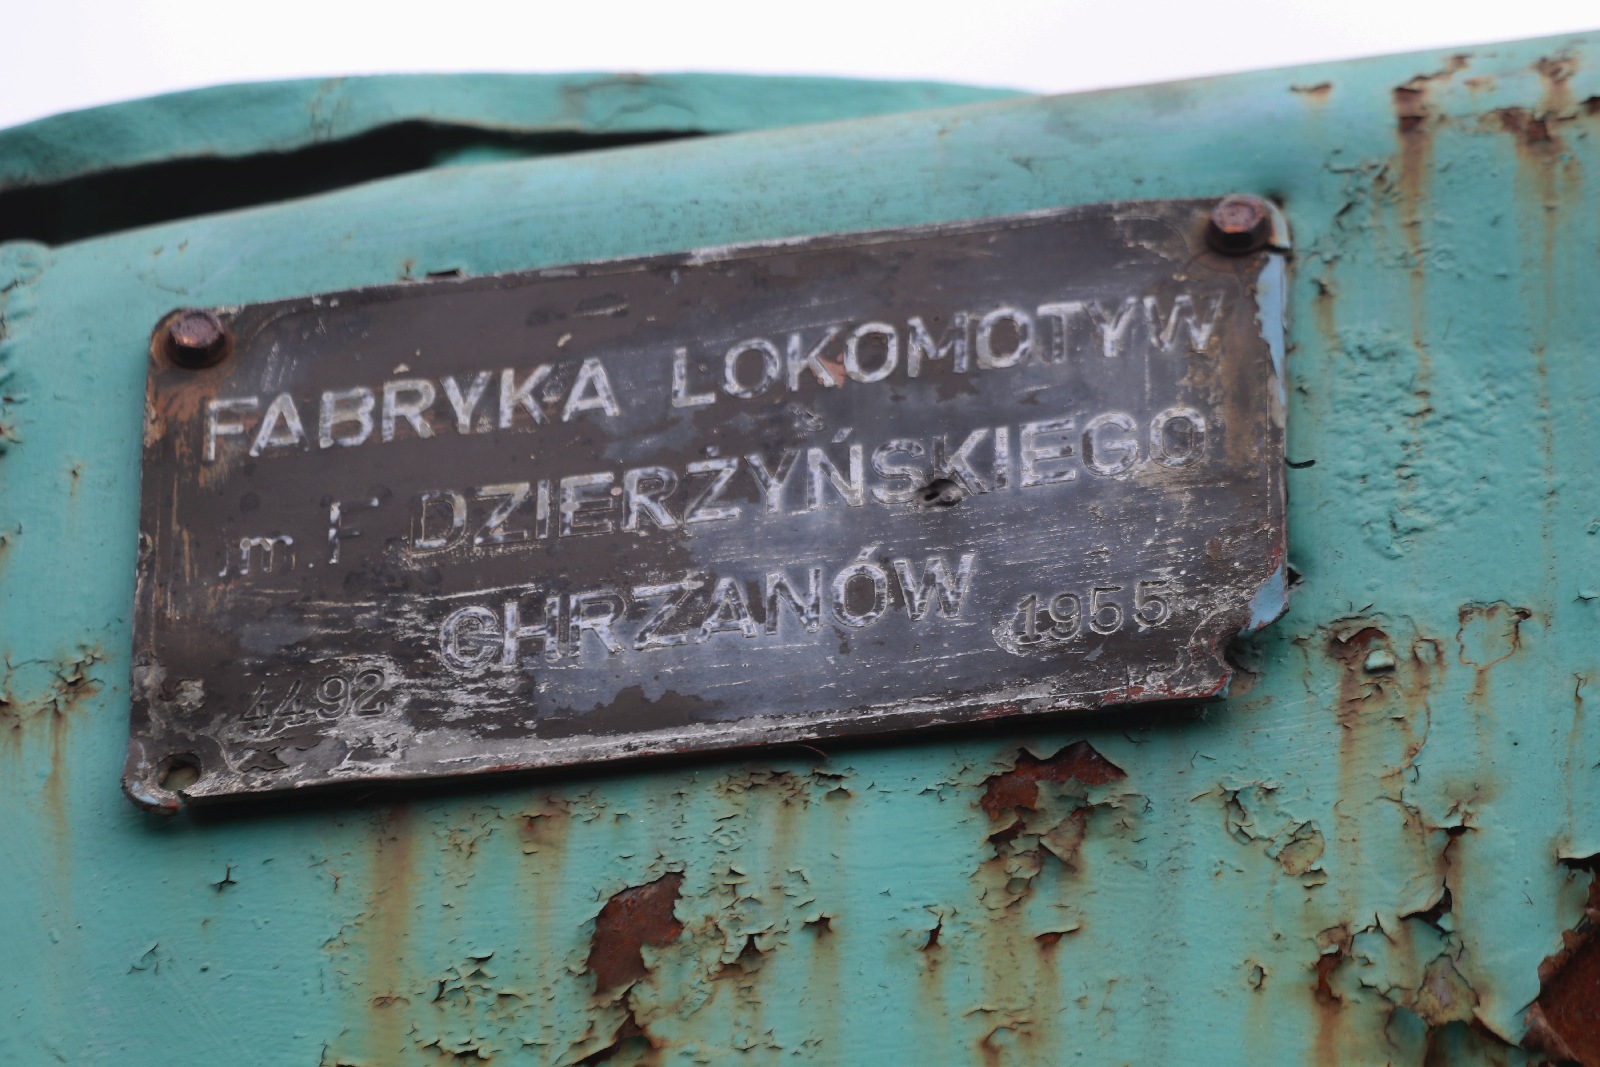 FABRYKA LOKOMOTYW
im. F. DZIERŻYŃSKIEGO
CHRZANÓW 1955
4492